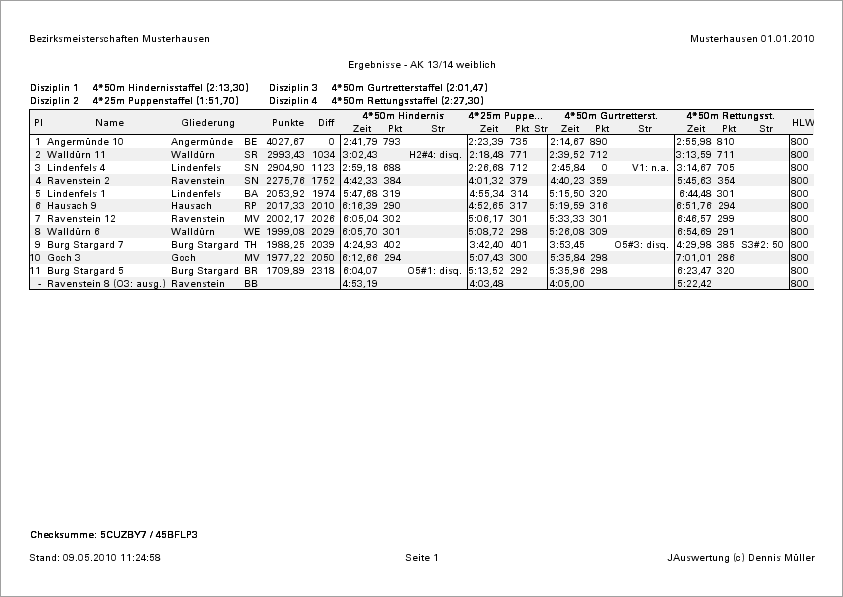 Bezirksmeisterschaften Musterhausen Musterhausen 01.01.2010
Ergebnisse - AK 13/14 weiblich
Disziplin 1 4*50m Hindernisstaffel (2:13,30) Disziplin 3 4*50m Gurtretterstaffel (2:01,47)
Disziplin 2 4*25m Puppenstaffel (1:51,70) Disziplin 4 4*50m Rettungsstaffel (2:27,30)
4*50m Hindernis 4*25m Puppe... 4*50m Gurtretterst. 4*50m Rettungsst.
Pl Name Gliederung Punkte Diff HLW
Zeit Pkt Str Zeit Pkt Str Zeit Pkt Str Zeit Pkt Str
1 Angermünde 10 Angermünde BE 4027,67 0 2:41,79 793 2:23,39 735 2:14,67 890 2:55,98 810 800
2 Walldürn 11 Walldürn SR 2993,43 1034 3:02,43 H2#4: disq. 2:18,48 771 2:39,52 712 3:13,59 711 800
3 Lindenfels 4 Lindenfels SN 2904,90 1123 2:59,18 688 2:26,68 712 2:45,84 0 V1: n.a. 3:14,67 705 800
4 Ravenstein 2 Ravenstein SN 2275,76 1752 4:42,33 384 4:01,32 379 4:40,23 359 5:45,63 354 800
5 Lindenfels 1 Lindenfels BA 2053,92 1974 5:47,68 319 4:55,34 314 5:15,50 320 6:44,48 301 800
6 Hausach 9 Hausach RP 2017,33 2010 6:16,39 290 4:52,65 317 5:19,59 316 6:51,76 294 800
7 Ravenstein 12 Ravenstein MV 2002,17 2026 6:05,04 302 5:06,17 301 5:33,33 301 6:46,57 299 800
8 Walldürn 6 Walldürn WE 1999,08 2029 6:05,70 301 5:08,72 298 5:26,08 309 6:54,69 291 800
9 Burg Stargard 7 Burg Stargard TH 1988,25 2039 4:24,93 402 3:42,40 401 3:53,45 O5#3: disq. 4:29,98 385 S3#2: 50 800
10 Goch 3 Goch MV 1977,22 2050 6:12,66 294 5:07,43 300 5:35,84 298 7:01,01 286 800
11 Burg Stargard 5 Burg Stargard BR 1709,89 2318 6:04,07 O5#1: disq. 5:13,52 292 5:35,96 298 6:23,47 320 800
- Ravenstein 8 (O3: ausg.) Ravenstein BB 4:53,19 4:03,48 4:05,00 5:22,42 800
Checksumme: 5CUZBY7 / 45BFLP3
Stand: 09.05.2010 11:24:58 Seite 1 JAuswertung (c) Dennis Müller